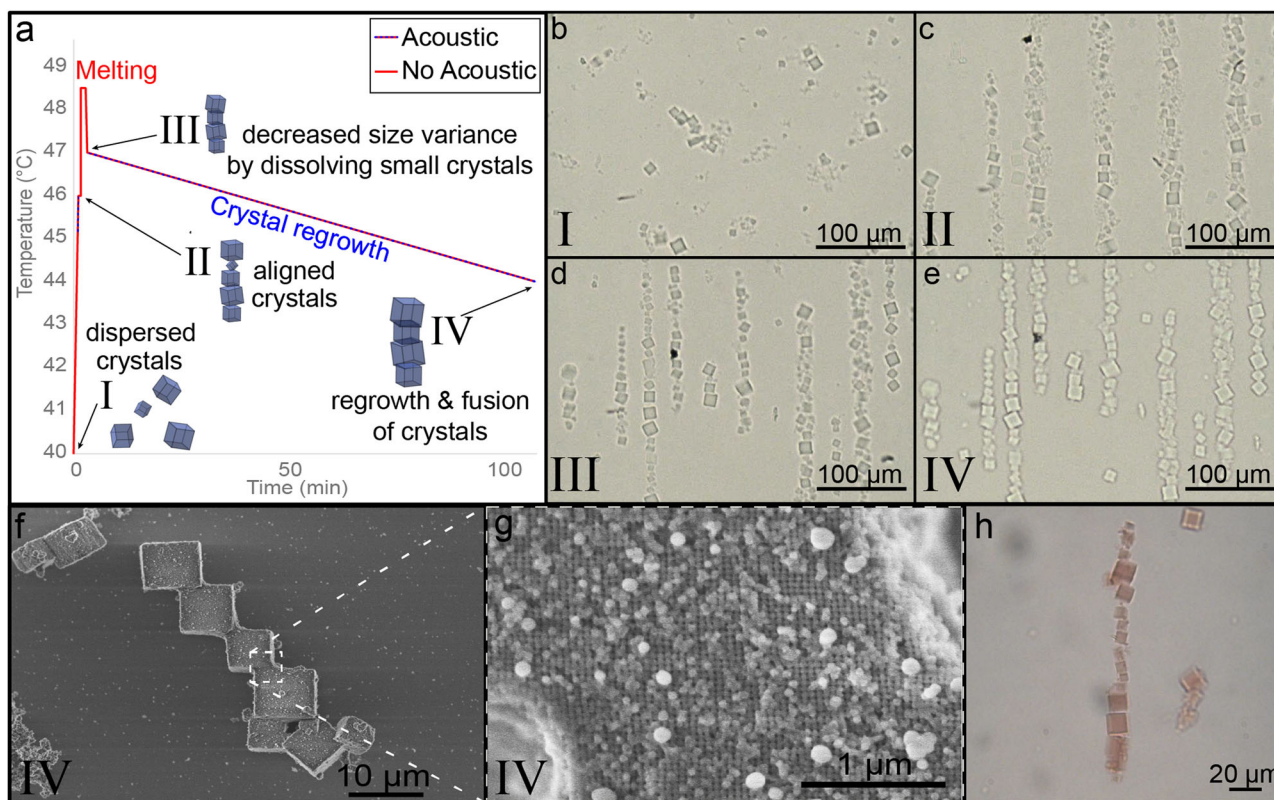 a
Acoustic
No Acoustic
49
48
47
46
45
44
43
42
41
40
Temperature (°C)
Melting
III
decreased size variance
by dissolving small crystals
Crystal regrowth
II
aligned
crystals
IV
dispersed
crystals
I
regrowth & fusion
of crystals
0
50
100
Time (min)
b
I
100 µm
c
II
100 µm
d
III
100 µm
e
IV
100 µm
f
IV
10 µm
g
IV
1 µm
h
20 µm